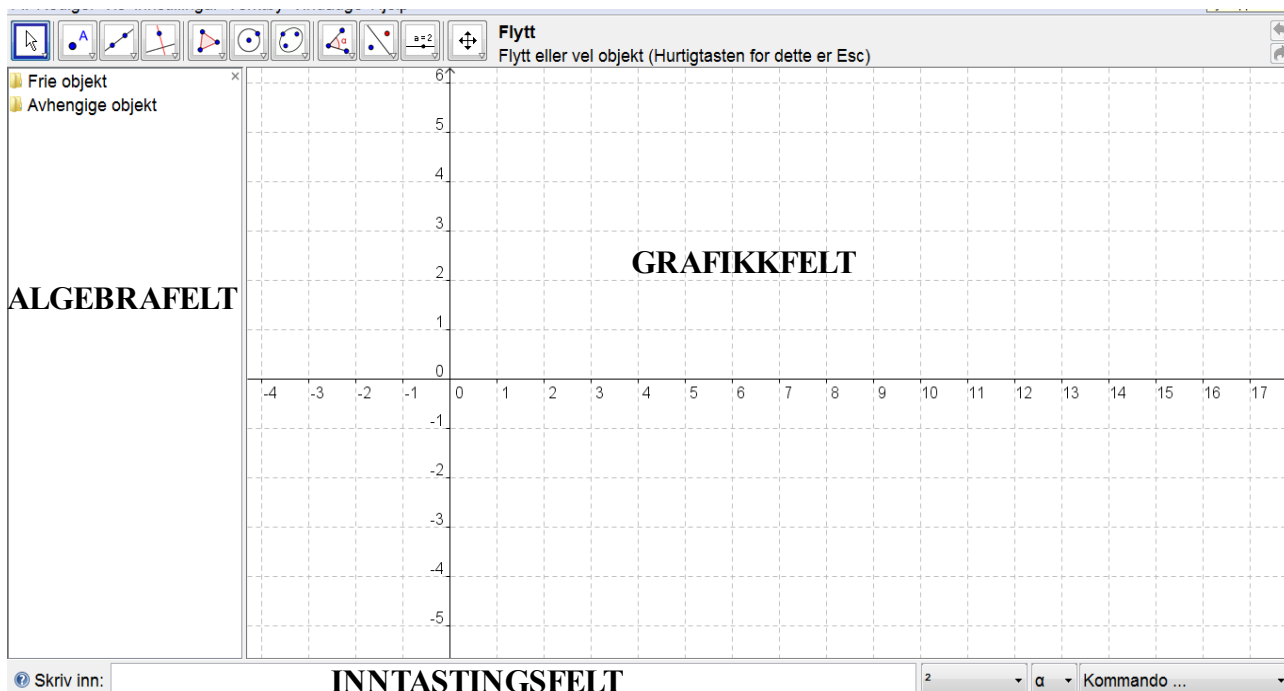 A
α
a=2
Flytt
Flytt eller vel objekt (Hurtigtasten for dette er Esc)
Frie objekt
×
Avhengige objekt
6
5
4
3
GRAFIKKFELT
2
ALGEBRAFELT
1
0
-4 -3 -2 -1 0 1 2 3 4 5 6 7 8 9 10 11 12 13 14 15 16 17
-1
-2
-3
-4
-5
Skriv inn: INNTASTINGSFELT ² α Kommando ...